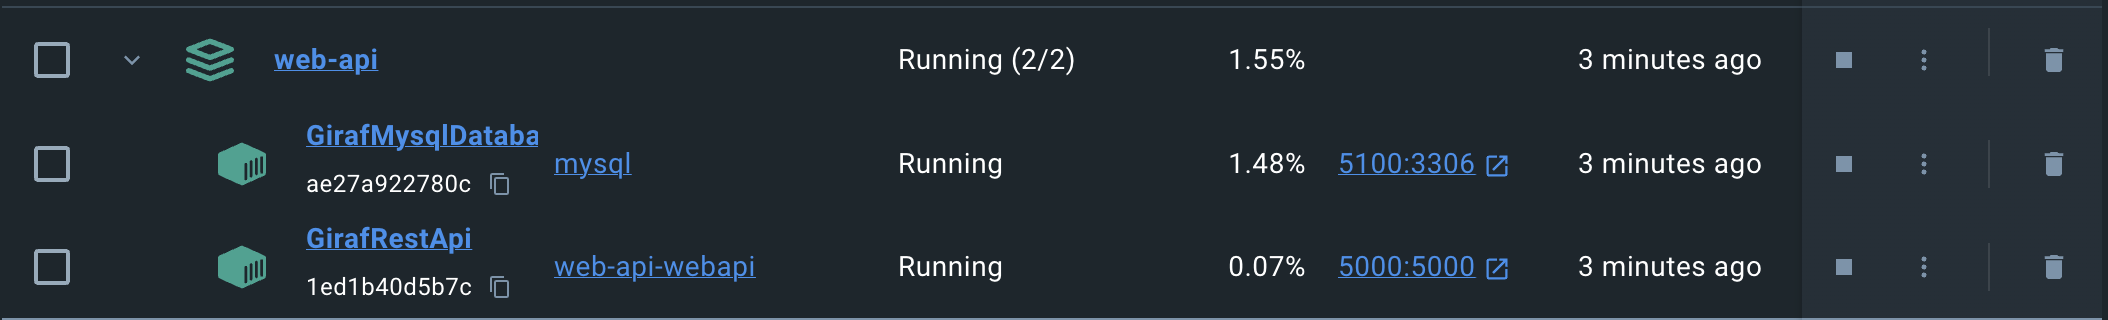 web-api Running (2/2) 1.55% 3 minutes ago
GirafMysqlDataba
ae27a922780c mysql Running 1.48% 5100:3306 3 minutes ago
GirafRestApi
1ed1b40d5b7c web-api-webapi Running 0.07% 5000:5000 3 minutes ago